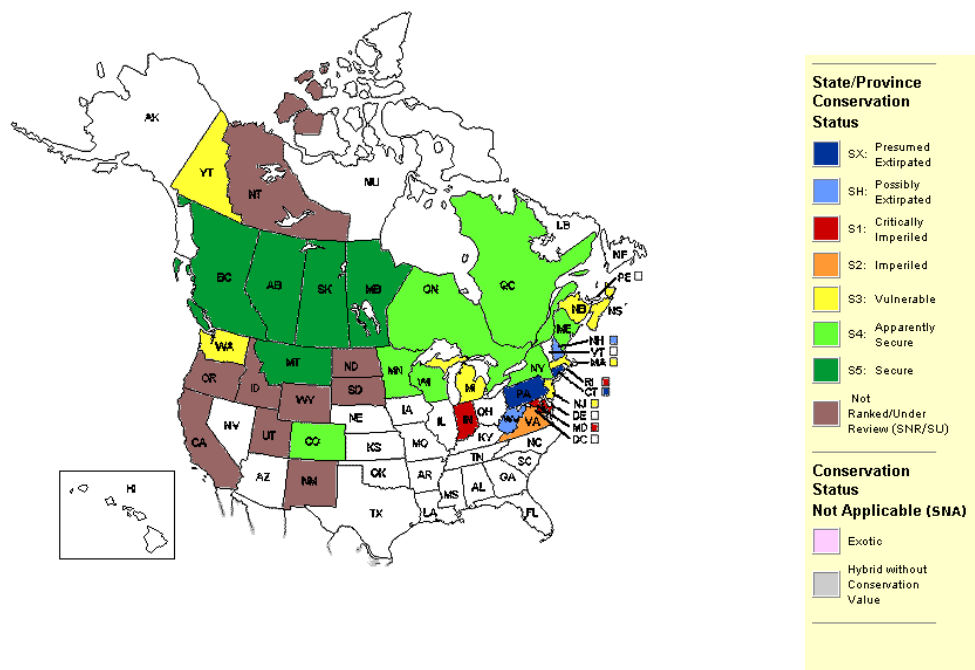 AK
YT
NT
NU
BC
AB
SK
MB
ON
QC
LB
NF
PE
NB
NS
ME
NH
VT
MA
RI
CT
NJ
DE
MD
DC
WA
MT
ND
MN
OR
ID
WY
SD
WI
MI
NY
PA
CA
NV
UT
CO
NE
IA
IL
IN
OH
WV
VA
KS
MO
KY
NC
TN
AZ
NM
OK
AR
SC
TX
LA
MS
AL
GA
FL
HI
State/Province
Conservation
Status
SX: Presumed
Extirpated
SH: Possibly
Extirpated
S1: Critically
Imperiled
S2: Imperiled
S3: Vulnerable
S4: Apparently
Secure
S5: Secure
Not
Ranked/Under
Review (SNR/SU)
Conservation
Status
Not Applicable (SNA)
Exotic
Hybrid without
Conservation
Value